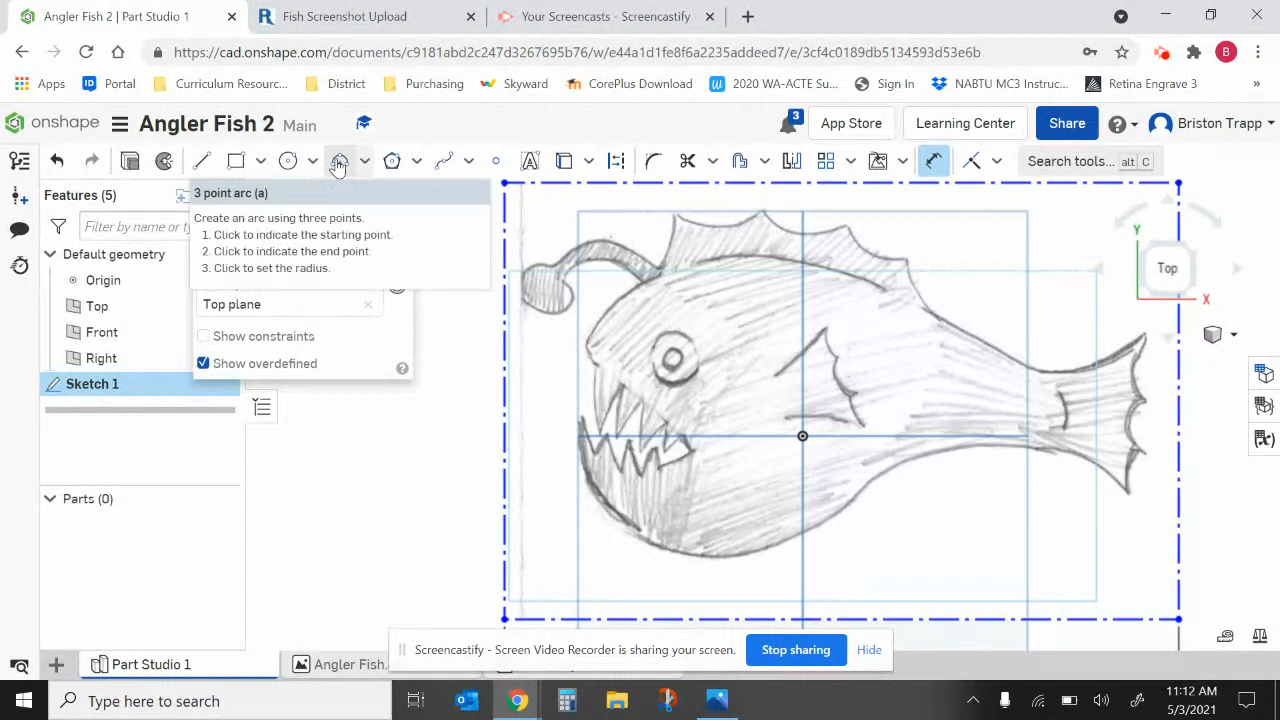 Angler Fish 2 | Part Studio 1
Fish Screenshot Upload
Your Screencasts - Screencastify
https://cad.onshape.com/documents/c9181abd2c247d3267695b76/w/e44a1d1fe8f6a2235addeed7/e/3cf4c0189db5134593d53e6b
B
Apps
Portal
Curriculum Resourc...
District
Purchasing
Skyward
CorePlus Download
2020 WA-ACTE Su...
Sign In
NABTU MC3 Instruc...
Retina Engrave 3
»
onshape
Angler Fish 2 Main
3
App Store
Learning Center
Share
Briston Trapp
Search tools... alt C
Features (5)
Filter by name or ty
Default geometry
Origin
Top
Front
Right
Sketch 1
Parts (0)
3 point arc (a)
Create an arc using three points.
1. Click to indicate the starting point.
2. Click to indicate the end point.
3. Click to set the radius.
Top plane
Show constraints
Show overdefined
Y
Top
X
Screencastify - Screen Video Recorder is sharing your screen.
Stop sharing
Hide
Part Studio 1
Angler Fish.
Type here to search
11:12 AM
5/3/2021